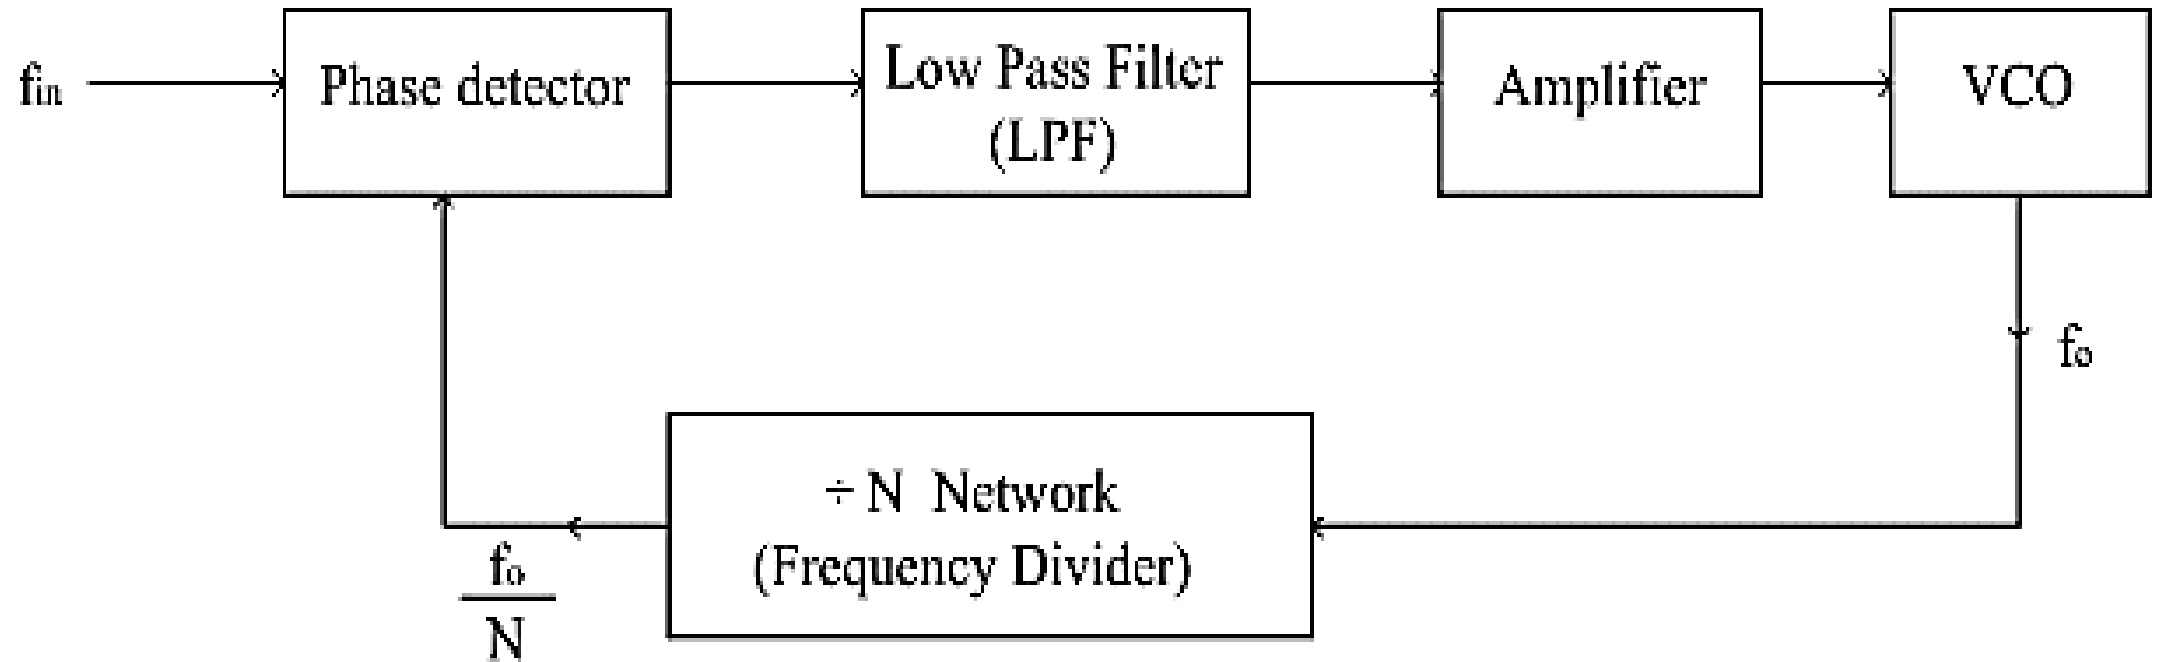 fin
Phase detector
Low Pass Filter
(LPF)
Amplifier
VCO
fo
÷ N Network
(Frequency Divider)
fo
N